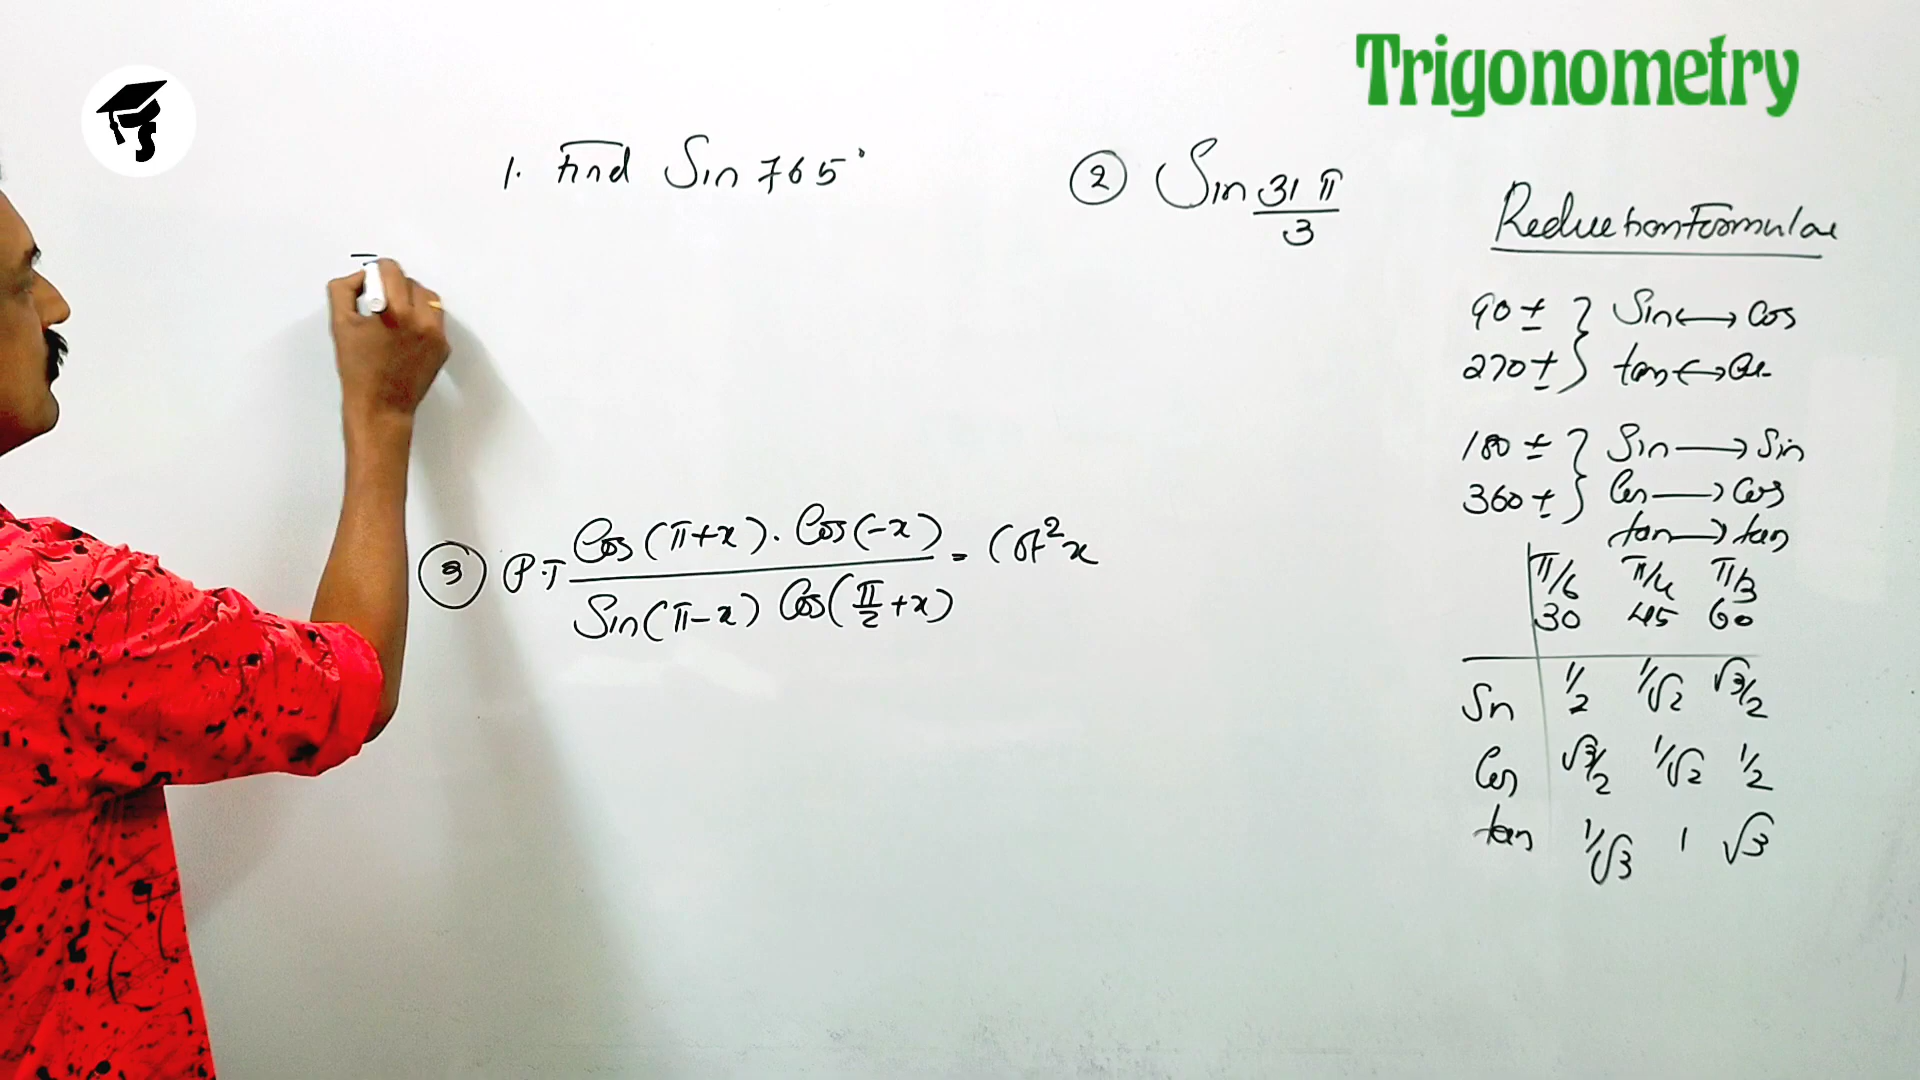 Trigonometry
1. Find Sin 765°
② Sin 31π/3
③ P.T Cos(π+x). Cos(-x) / Sin(π-x) Cos(π/2+x) = Cot²x
Reduction Formulae
90 ± } Sin ⟷ Cos
270 ± } tan ⟷ Cot
180 ± } Sin ⟶ Sin
360 ± } Cos ⟶ Cos
tan ⟶ tan
π/6 π/4 π/3
30 45 60
Sin 1/2 1/√2 √3/2
Cos √3/2 1/√2 1/2
tan 1/√3 1 √3